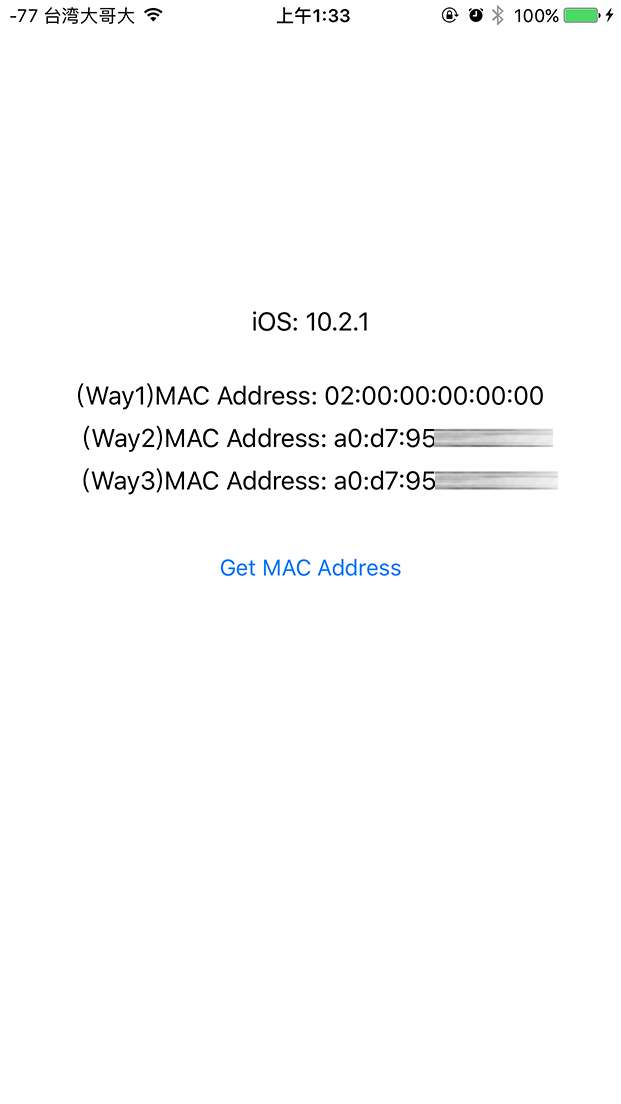 -77 台湾大哥大 上午1:33 100%
iOS: 10.2.1
(Way1)MAC Address: 02:00:00:00:00:00
(Way2)MAC Address: a0:d7:95
(Way3)MAC Address: a0:d7:95
Get MAC Address